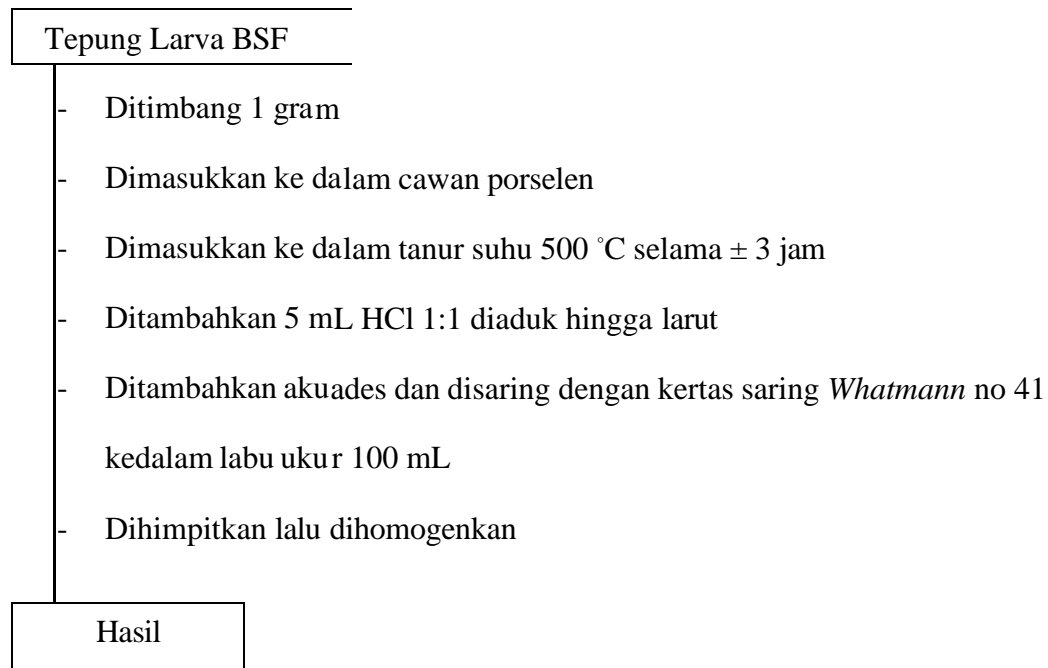 Tepung Larva BSF
- Ditimbang 1 gram
- Dimasukkan ke dalam cawan porselen
- Dimasukkan ke dalam tanur suhu 500 °C selama ± 3 jam
- Ditambahkan 5 mL HCl 1:1 diaduk hingga larut
- Ditambahkan akuades dan disaring dengan kertas saring Whatmann no 41
kedalam labu ukur 100 mL
- Dihimpitkan lalu dihomogenkan
Hasil